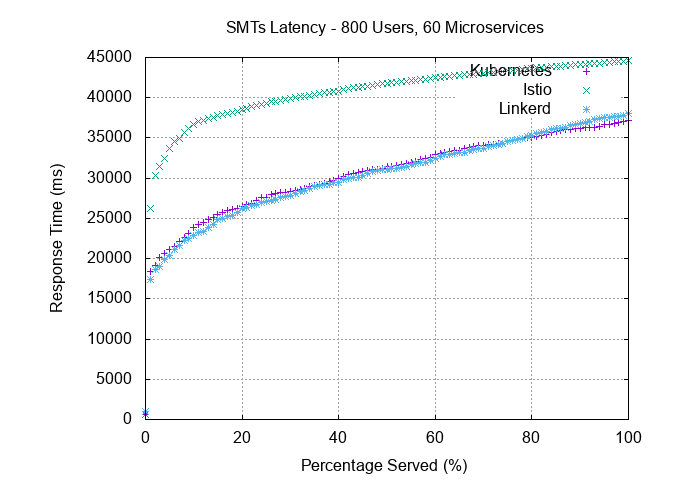 SMTs Latency - 800 Users, 60 Microservices
45000
40000
35000
30000
25000
20000
15000
10000
5000
0
Response Time (ms)
Kubernetes
Istio
Linkerd
0 20 40 60 80 100
Percentage Served (%)